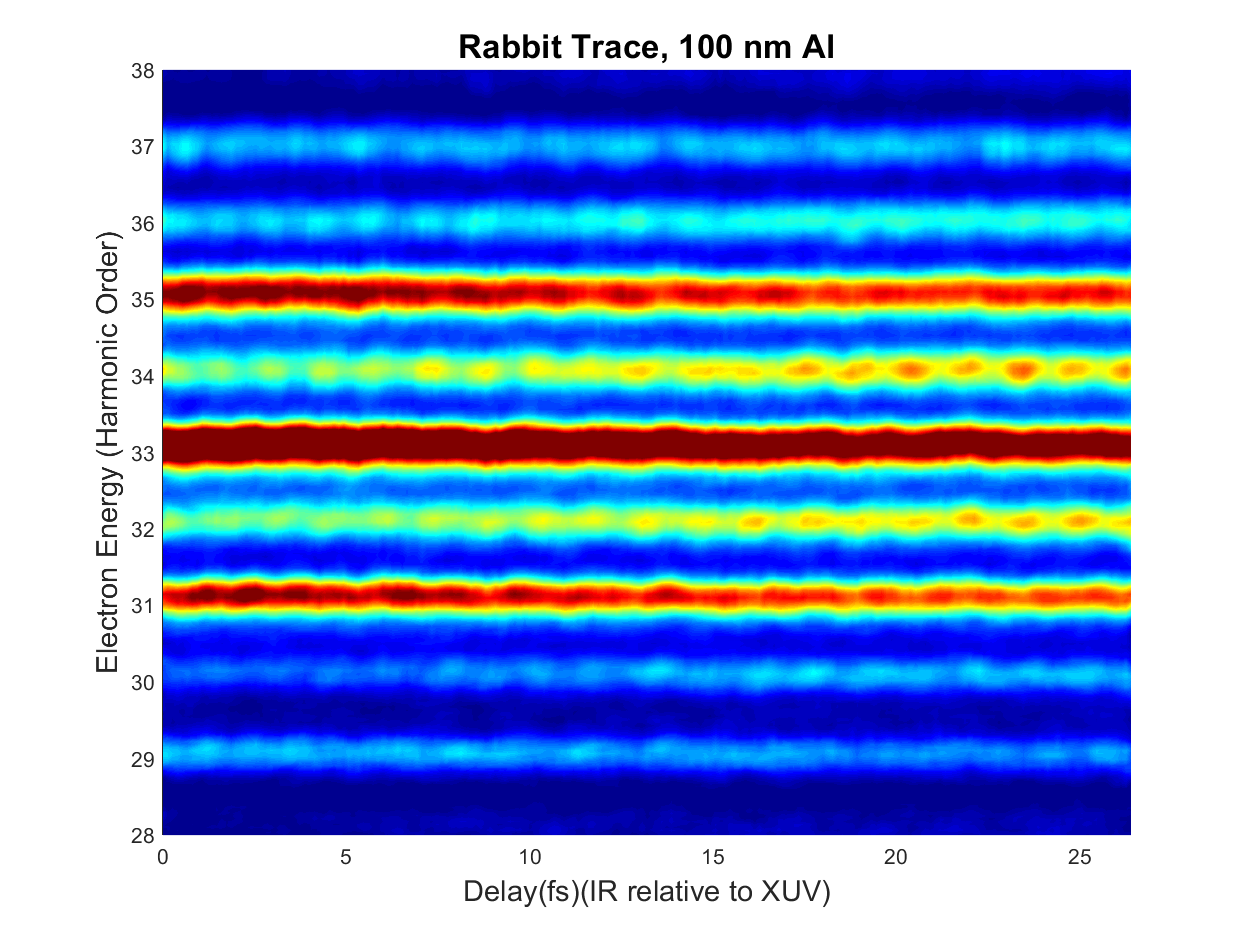 Rabbit Trace, 100 nm Al
38
37
36
35
34
33
32
31
30
29
28
Electron Energy (Harmonic Order)
0 5 10 15 20 25
Delay(fs)(IR relative to XUV)